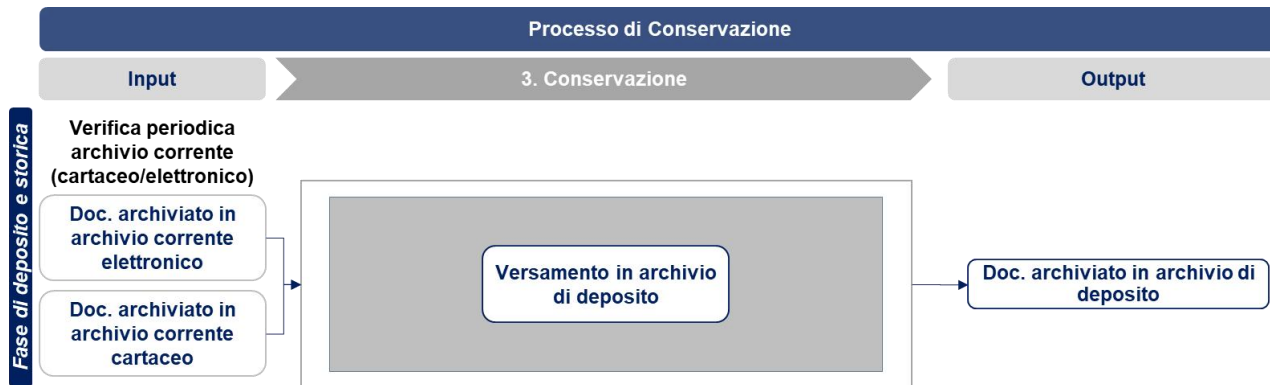 Processo di Conservazione
Input
3. Conservazione
Output
Fase di deposito e storica
Verifica periodica
archivio corrente
(cartaceo/elettronico)
Doc. archiviato in
archivio corrente
elettronico
Doc. archiviato in
archivio corrente
cartaceo
Versamento in archivio
di deposito
Doc. archiviato in archivio di
deposito